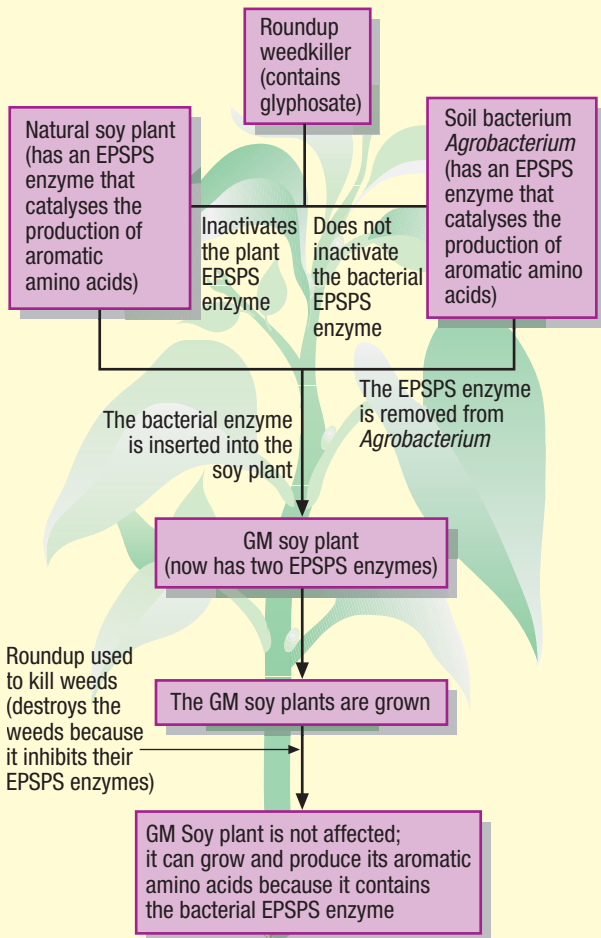 Roundup
weedkiller
(contains
glyphosate)
Natural soy plant
(has an EPSPS
enzyme that
catalyses the
production of
aromatic
amino acids)
Soil bacterium
Agrobacterium
(has an EPSPS
enzyme that
catalyses the
production of
aromatic amino
acids)
Inactivates
the plant
EPSPS
enzyme
Does not
inactivate
the bacterial
EPSPS
enzyme
The bacterial enzyme
is inserted into the
soy plant
The EPSPS enzyme
is removed from
Agrobacterium
GM soy plant
(now has two EPSPS enzymes)
Roundup used
to kill weeds
(destroys the
weeds because
it inhibits their
EPSPS enzymes)
The GM soy plants are grown
GM Soy plant is not affected;
it can grow and produce its aromatic
amino acids because it contains
the bacterial EPSPS enzyme